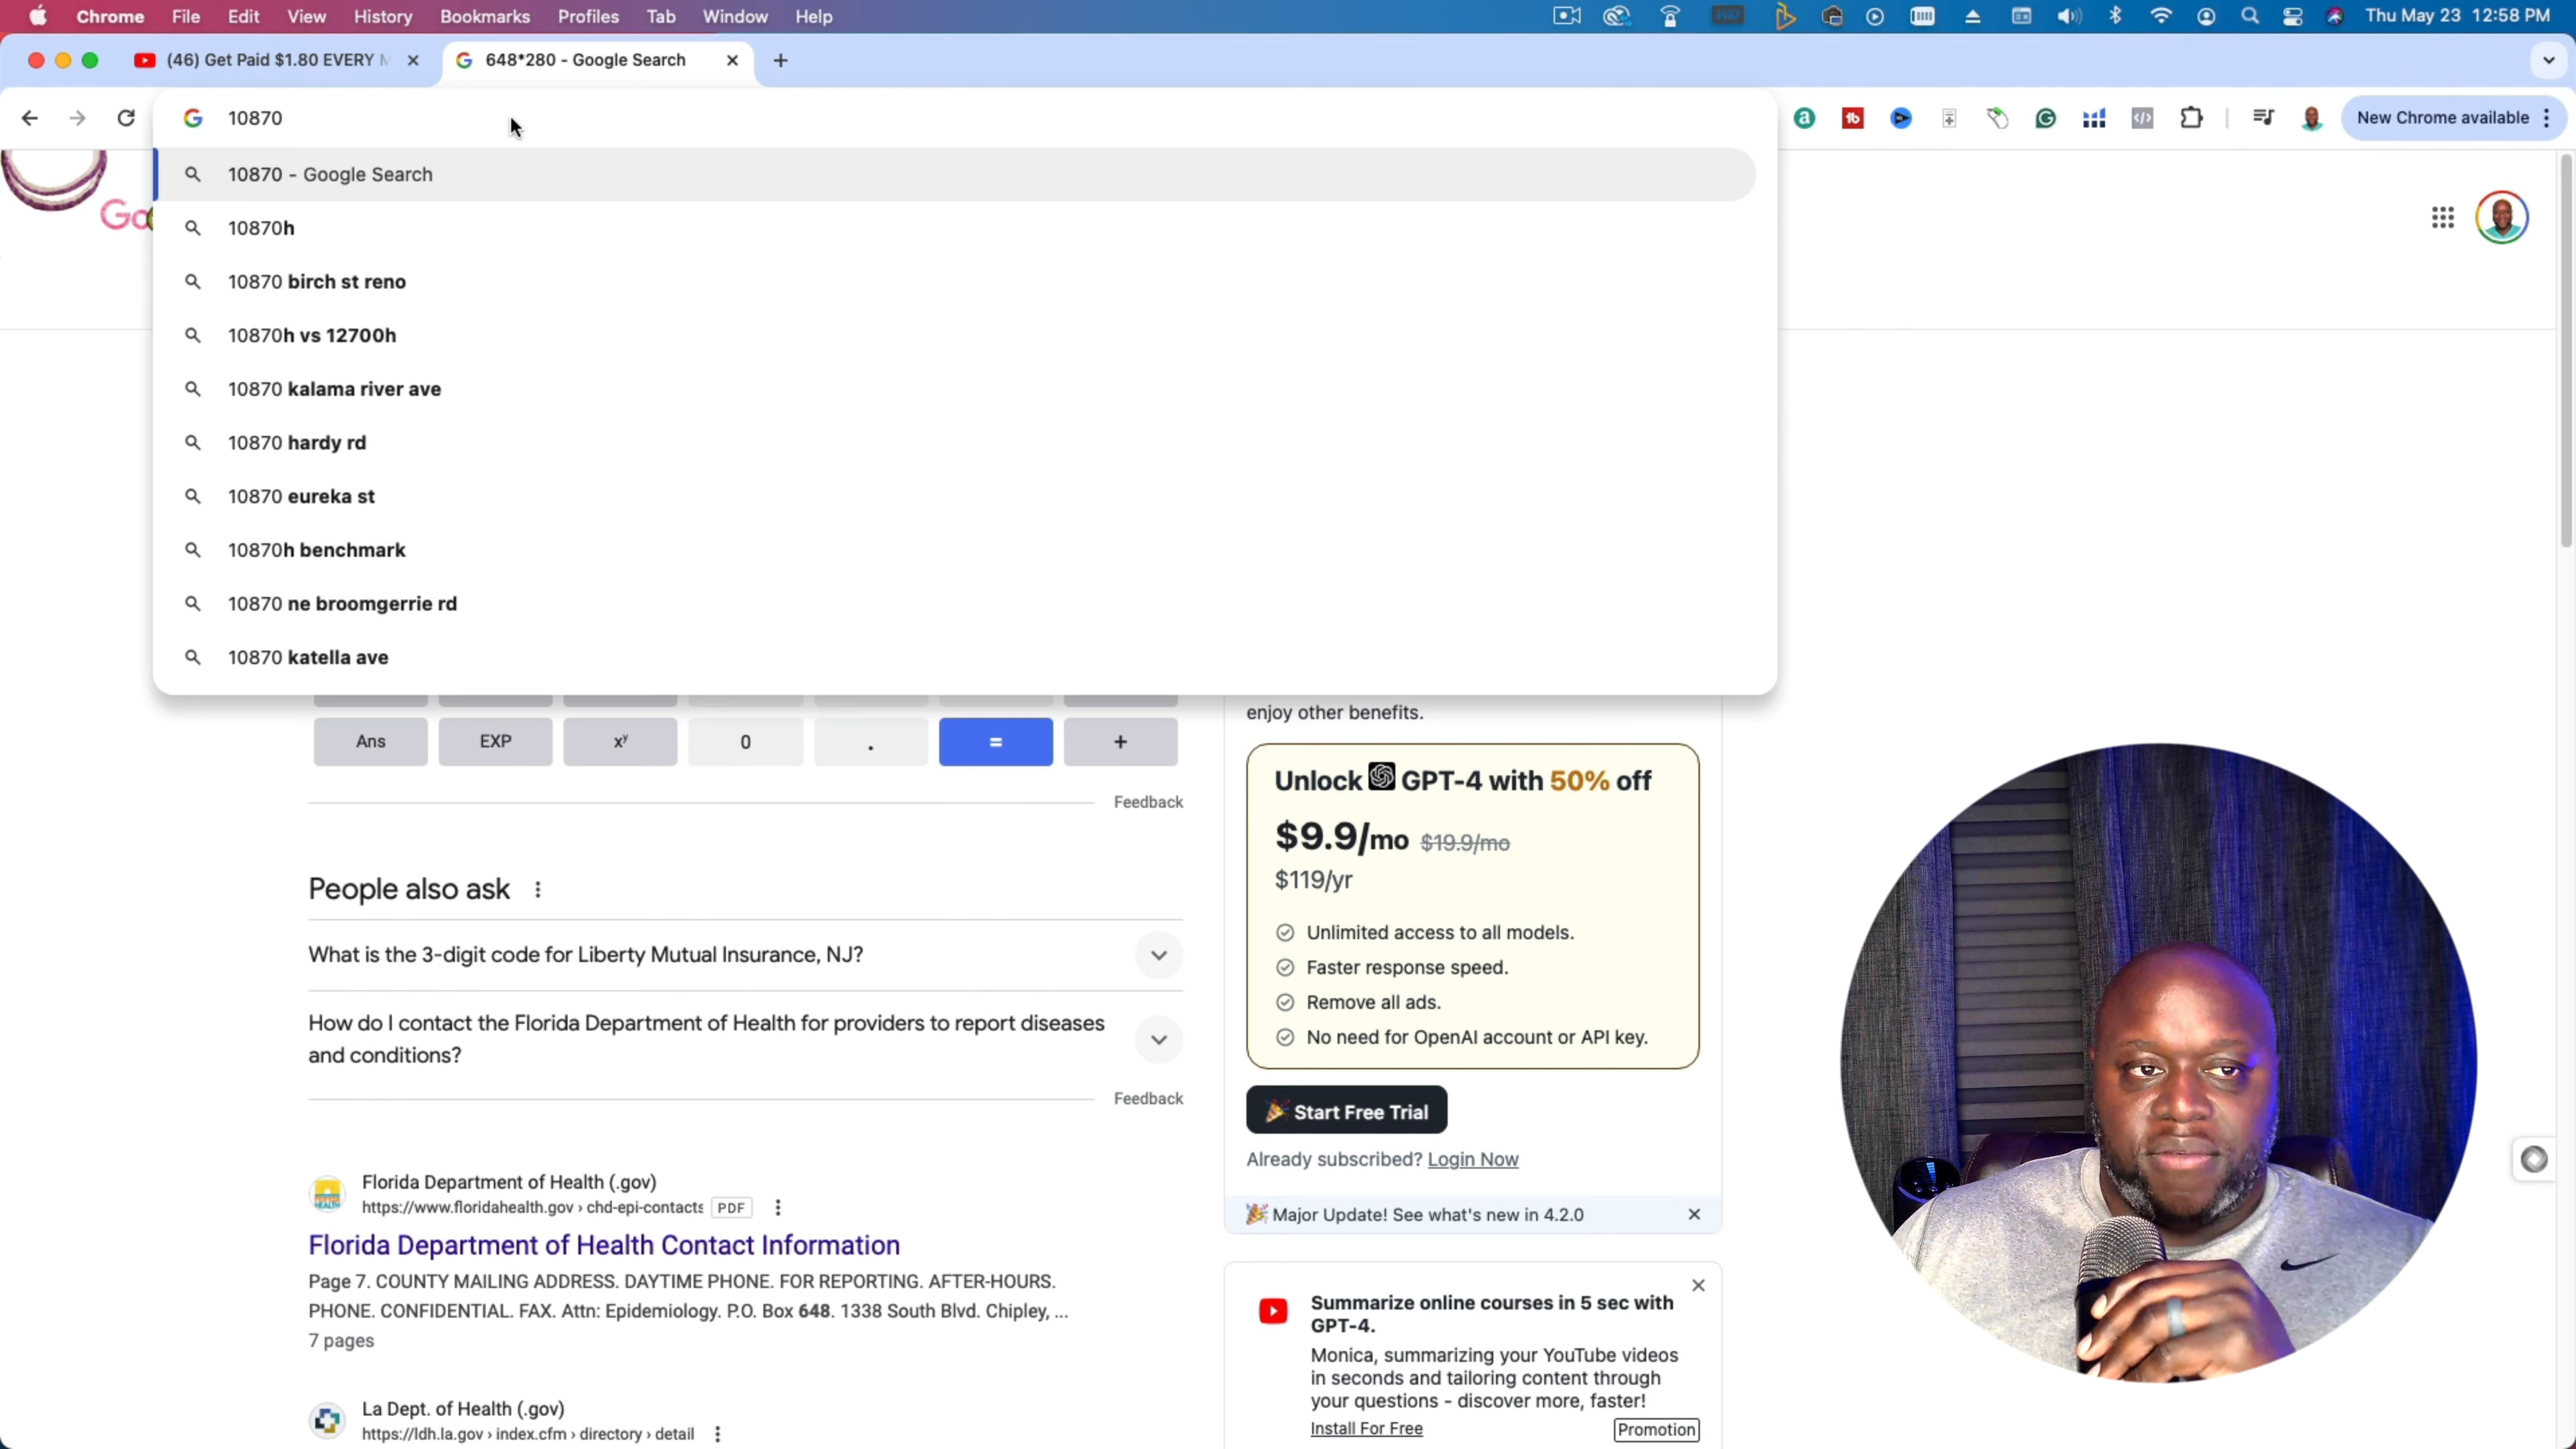 Chrome File Edit View History Bookmarks Profiles Tab Window Help
Thu May 23 12:58 PM
(46) Get Paid $1.80 EVERY
648*280 - Google Search
10870
New Chrome available
10870 - Google Search
10870h
10870 birch st reno
10870h vs 12700h
10870 kalama river ave
10870 hardy rd
10870 eureka st
10870h benchmark
10870 ne broomgerrie rd
10870 katella ave
Ans EXP xʸ 0 . = +
Feedback
People also ask
What is the 3-digit code for Liberty Mutual Insurance, NJ?
How do I contact the Florida Department of Health for providers to report diseases
and conditions?
Feedback
Florida Department of Health (.gov)
https://www.floridahealth.gov › chd-epi-contacts PDF
Florida Department of Health Contact Information
Page 7. COUNTY MAILING ADDRESS. DAYTIME PHONE. FOR REPORTING. AFTER-HOURS.
PHONE. CONFIDENTIAL. FAX. Attn: Epidemiology. P.O. Box 648. 1338 South Blvd. Chipley, ...
7 pages
La Dept. of Health (.gov)
https://ldh.la.gov › index.cfm › directory › detail
enjoy other benefits.
Unlock GPT-4 with 50% off
$9.9/mo $19.9/mo
$119/yr
Unlimited access to all models.
Faster response speed.
Remove all ads.
No need for OpenAI account or API key.
Start Free Trial
Already subscribed? Login Now
Major Update! See what's new in 4.2.0
Summarize online courses in 5 sec with
GPT-4.
Monica, summarizing your YouTube videos
in seconds and tailoring content through
your questions - discover more, faster!
Install For Free
Promotion